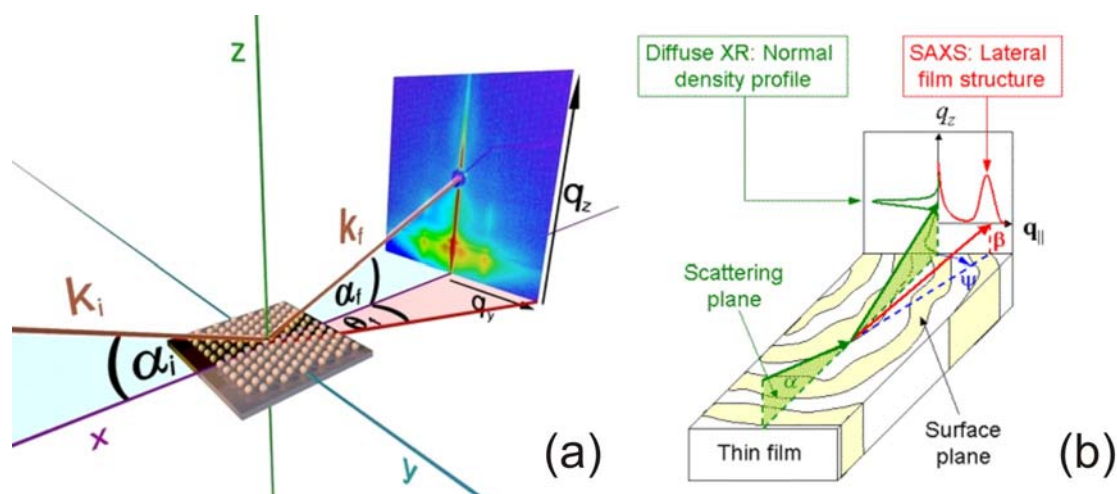 z
k_i
k_f
α_i
α_f
θ_f
q_z
q_y
x
y
(a)
Diffuse XR: Normal
density profile
SAXS: Lateral
film structure
q_z
q_||
β
Ψ
Scattering
plane
α
Surface
plane
Thin film
(b)